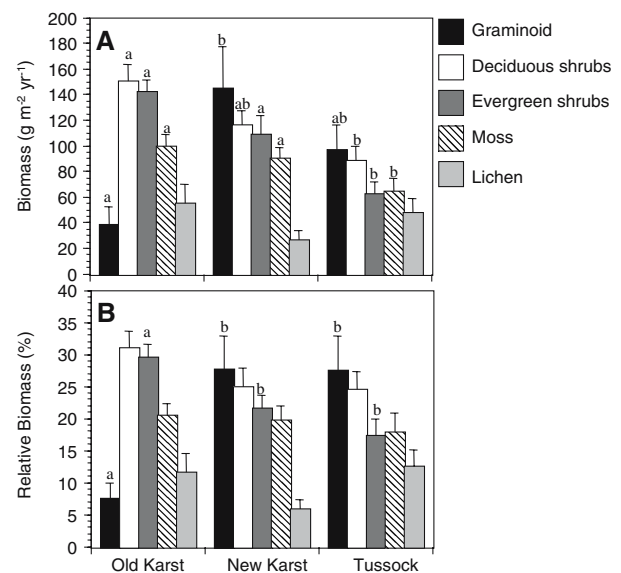 200
180
160
140
120
100
80
60
40
20
0
Biomass (g m⁻² yr⁻¹)
A
a
a
a
a
b
ab
a
a
ab
b
b
b
Graminoid
Deciduous shrubs
Evergreen shrubs
Moss
Lichen
40
35
30
25
20
15
10
5
0
Relative Biomass (%)
B
a
a
b
b
b
b
Old Karst New Karst Tussock